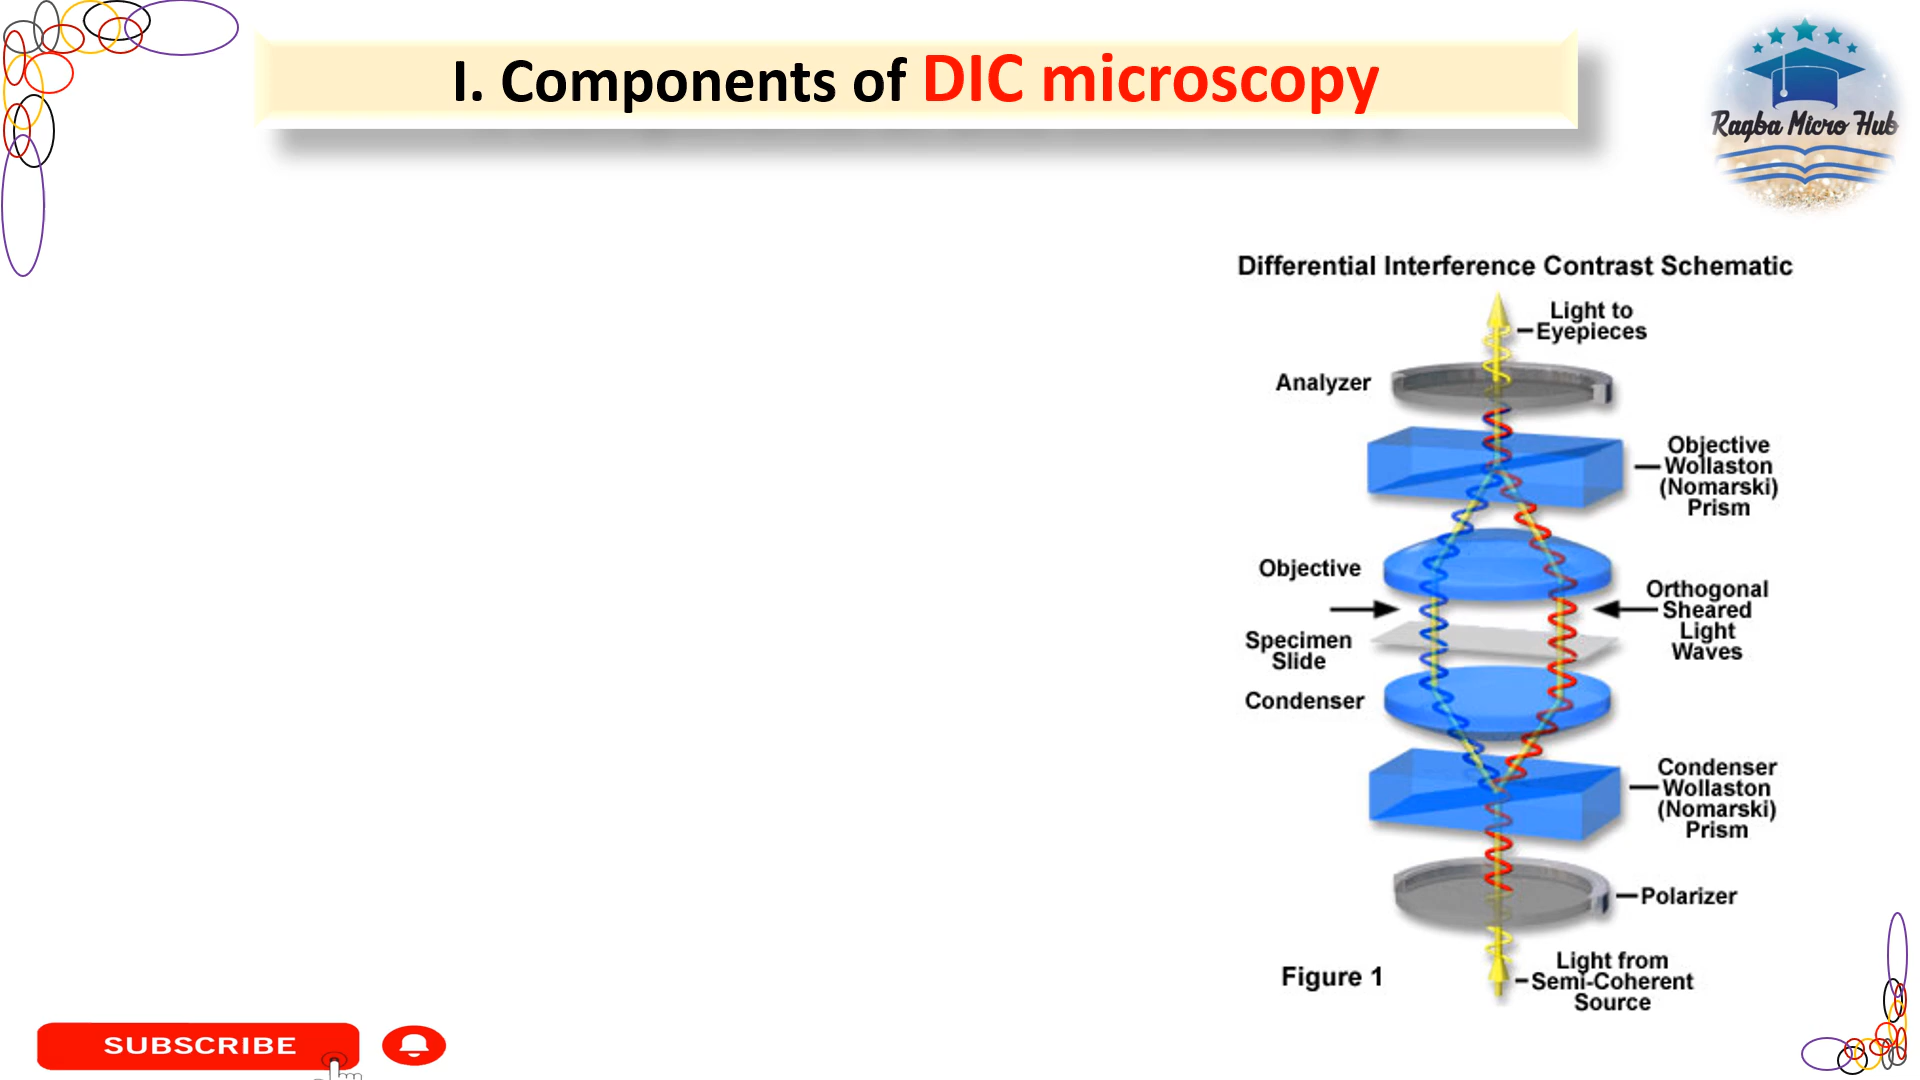 I. Components of DIC microscopy
Ragba Micro Hub
Differential Interference Contrast Schematic
Light to
Eyepieces
Analyzer
Objective
Wollaston
(Nomarski)
Prism
Objective
Orthogonal
Sheared
Light
Waves
Specimen
Slide
Condenser
Condenser
Wollaston
(Nomarski)
Prism
Polarizer
Light from
Semi-Coherent
Source
Figure 1
SUBSCRIBE